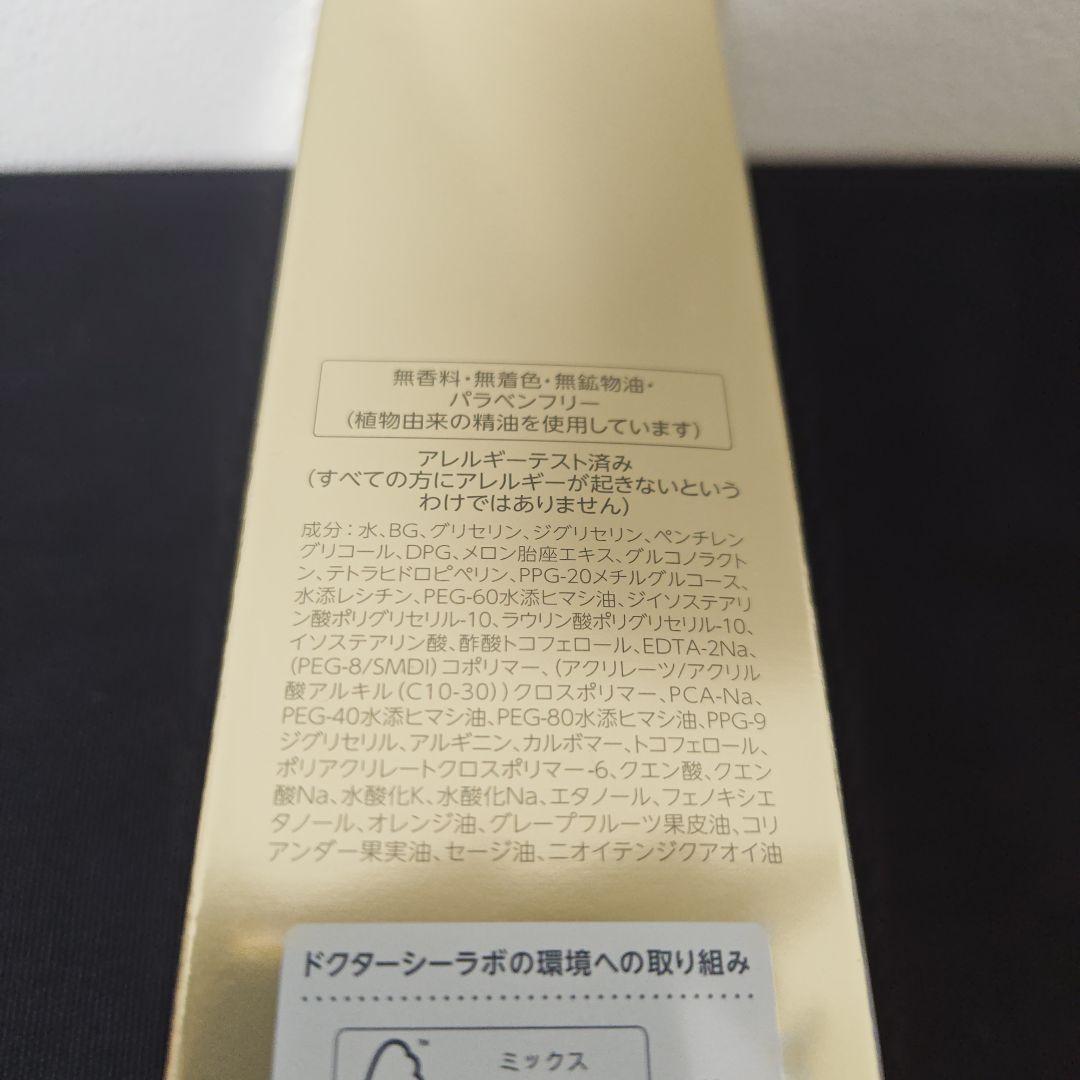 無香料・無着色・無鉱物油・
パラベンフリー
(植物由来の精油を使用しています)
アレルギーテスト済み
(すべての方にアレルギーが起きないという
わけではありません)
成分：水、BG、グリセリン、ジグリセリン、ペンチレン
グリコール、DPG、メロン胎座エキス、グルコノラクト
ン、テトラヒドロピペリン、PPG-20メチルグルコース、
水添レシチン、PEG-60水添ヒマシ油、ジイソステアリ
ン酸ポリグリセリル-10、ラウリン酸ポリグリセリル-10、
イソステアリン酸、酢酸トコフェロール、EDTA-2Na、
(PEG-8/SMDI)コポリマー、(アクリレーツ/アクリル
酸アルキル(C10-30))クロスポリマー、PCA-Na、
PEG-40水添ヒマシ油、PEG-80水添ヒマシ油、PPG-9
ジグリセリル、アルギニン、カルボマー、トコフェロール、
ポリアクリレートクロスポリマー-6、クエン酸、クエン
酸Na、水酸化K、水酸化Na、エタノール、フェノキシエ
タノール、オレンジ油、グレープフルーツ果皮油、コリ
アンダー果実油、セージ油、ニオイテンジクアオイ油
ドクターシーラボの環境への取り組み
™
ミックス